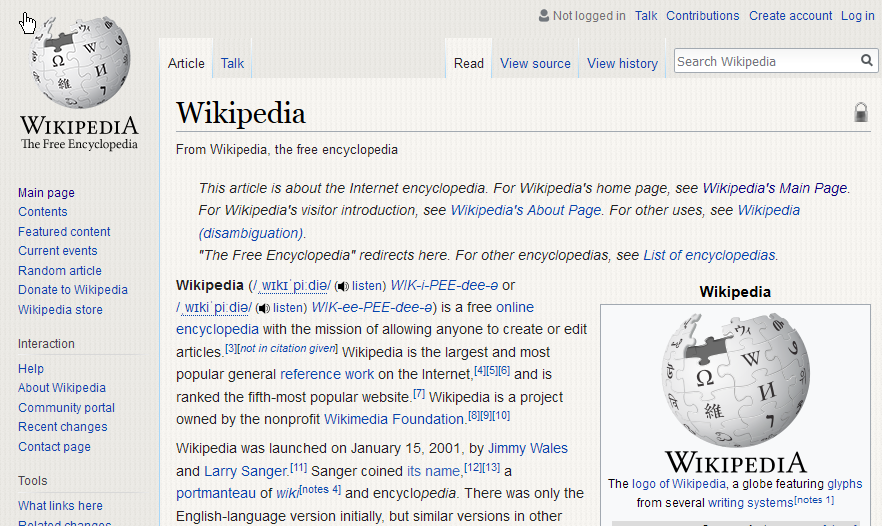 Not logged in Talk Contributions Create account Log in
Article Talk Read View source View history Search Wikipedia
WIKIPEDIA
The Free Encyclopedia
Main page
Contents
Featured content
Current events
Random article
Donate to Wikipedia
Wikipedia store
Interaction
Help
About Wikipedia
Community portal
Recent changes
Contact page
Tools
What links here
Related changes
Wikipedia
From Wikipedia, the free encyclopedia
This article is about the Internet encyclopedia. For Wikipedia's home page, see Wikipedia's Main Page.
For Wikipedia's visitor introduction, see Wikipedia's About Page. For other uses, see Wikipedia
(disambiguation).
"The Free Encyclopedia" redirects here. For other encyclopedias, see List of encyclopedias.
Wikipedia (/ˌwɪkɪˈpiːdiə/ (listen) WIK-i-PEE-dee-ə or
/ˌwɪkiˈpiːdiə/ (listen) WIK-ee-PEE-dee-ə) is a free online
encyclopedia with the mission of allowing anyone to create or edit
articles.[3][not in citation given] Wikipedia is the largest and most
popular general reference work on the Internet,[4][5][6] and is
ranked the fifth-most popular website.[7] Wikipedia is a project
owned by the nonprofit Wikimedia Foundation.[8][9][10]
Wikipedia was launched on January 15, 2001, by Jimmy Wales
and Larry Sanger.[11] Sanger coined its name,[12][13] a
portmanteau of wiki[notes 4] and encyclopedia. There was only the
English-language version initially, but similar versions in other
Wikipedia
Ω W И 維
WIKIPEDIA
The logo of Wikipedia, a globe featuring glyphs
from several writing systems[notes 1]